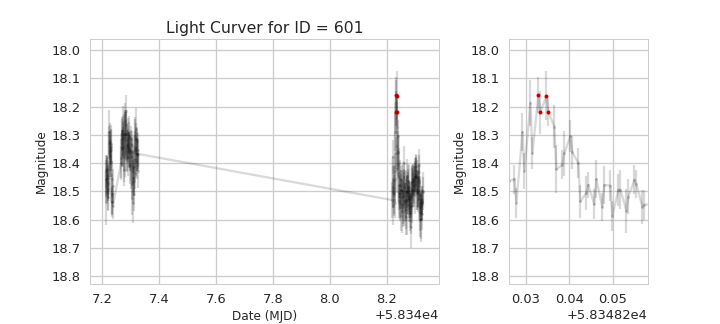 Light Curver for ID = 601
Magnitude
18.0
18.1
18.2
18.3
18.4
18.5
18.6
18.7
18.8
7.2 7.4 7.6 7.8 8.0 8.2
Date (MJD)
+5.834e4
Magnitude
18.0
18.1
18.2
18.3
18.4
18.5
18.6
18.7
18.8
0.03 0.04 0.05
+5.83482e4